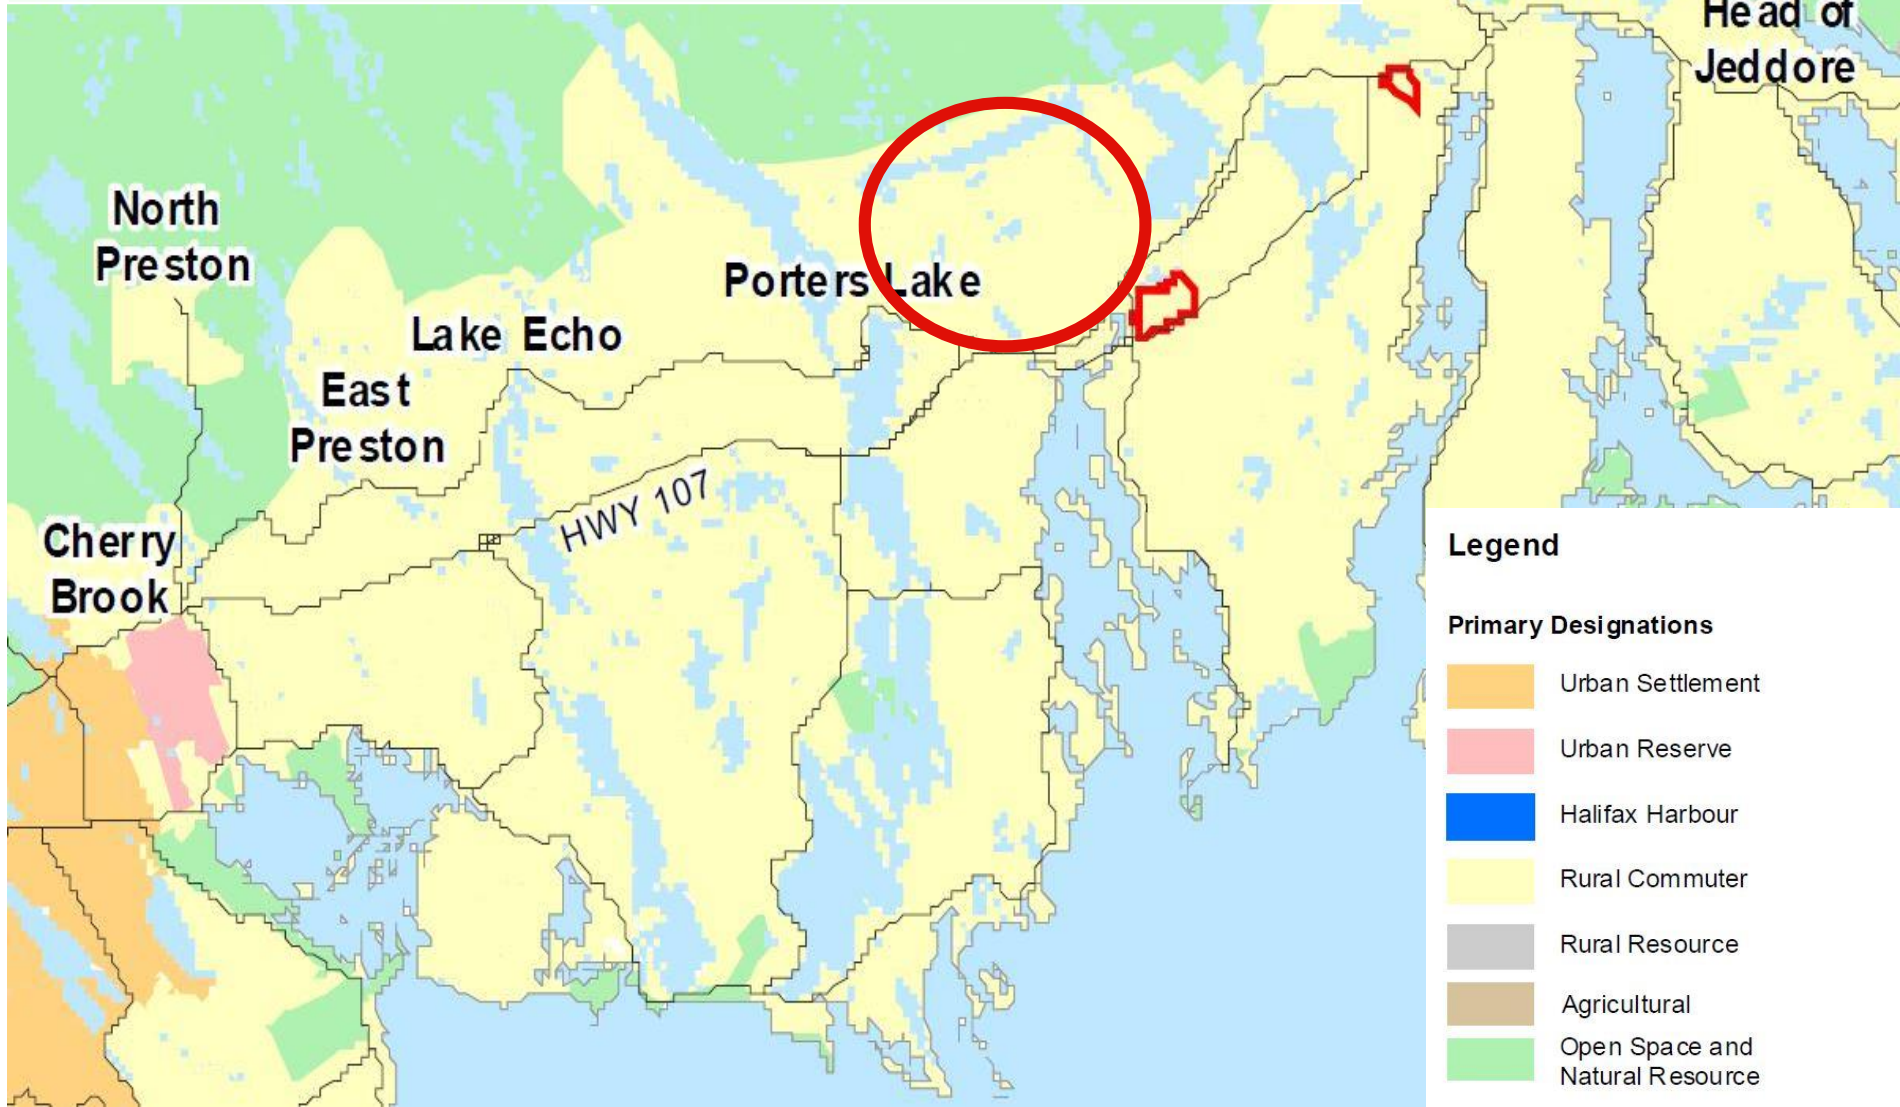 Head of
Jeddore
North
Preston
Porters Lake
Lake Echo
East
Preston
HWY 107
Cherry
Brook
Legend
Primary Designations
Urban Settlement
Urban Reserve
Halifax Harbour
Rural Commuter
Rural Resource
Agricultural
Open Space and
Natural Resource